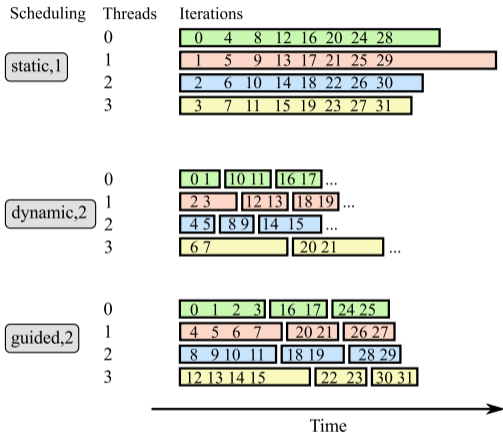 Scheduling Threads Iterations
0 0 4 8 12 16 20 24 28
static,1
1 1 5 9 13 17 21 25 29
2 2 6 10 14 18 22 26 30
3 3 7 11 15 19 23 27 31
0 0 1 10 11 16 17 ...
dynamic,2
1 2 3 12 13 18 19 ...
2 4 5 8 9 14 15 ...
3 6 7 20 21 ...
0 0 1 2 3 16 17 24 25
guided,2
1 4 5 6 7 20 21 26 27
2 8 9 10 11 18 19 28 29
3 12 13 14 15 22 23 30 31
Time